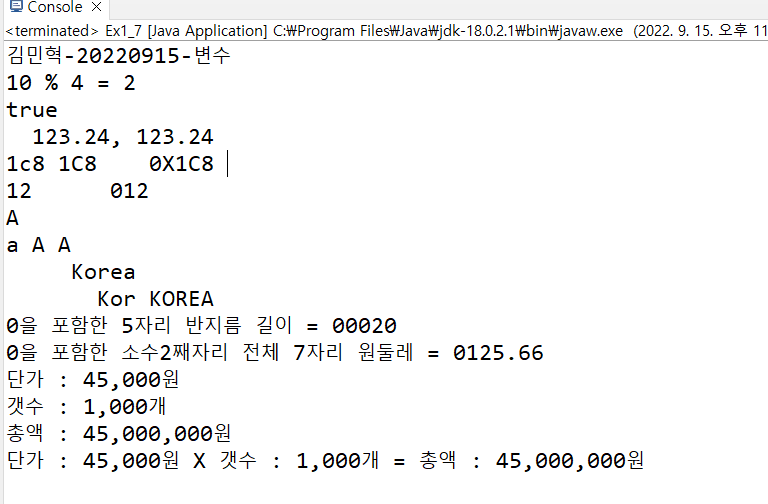 Console
<terminated> Ex1_7 [Java Application] C:₩Program Files₩Java₩jdk-18.0.2.1₩bin₩javaw.exe (2022. 9. 15. 오후 11
김민혁-20220915-변수
10 % 4 = 2
true
  123.24, 123.24
1c8 1C8    0X1C8
12      012
A
a A A
     Korea
       Kor KOREA
0을 포함한 5자리 반지름 길이 = 00020
0을 포함한 소수2째자리 전체 7자리 원둘레 = 0125.66
단가 : 45,000원
갯수 : 1,000개
총액 : 45,000,000원
단가 : 45,000원 X 갯수 : 1,000개 = 총액 : 45,000,000원